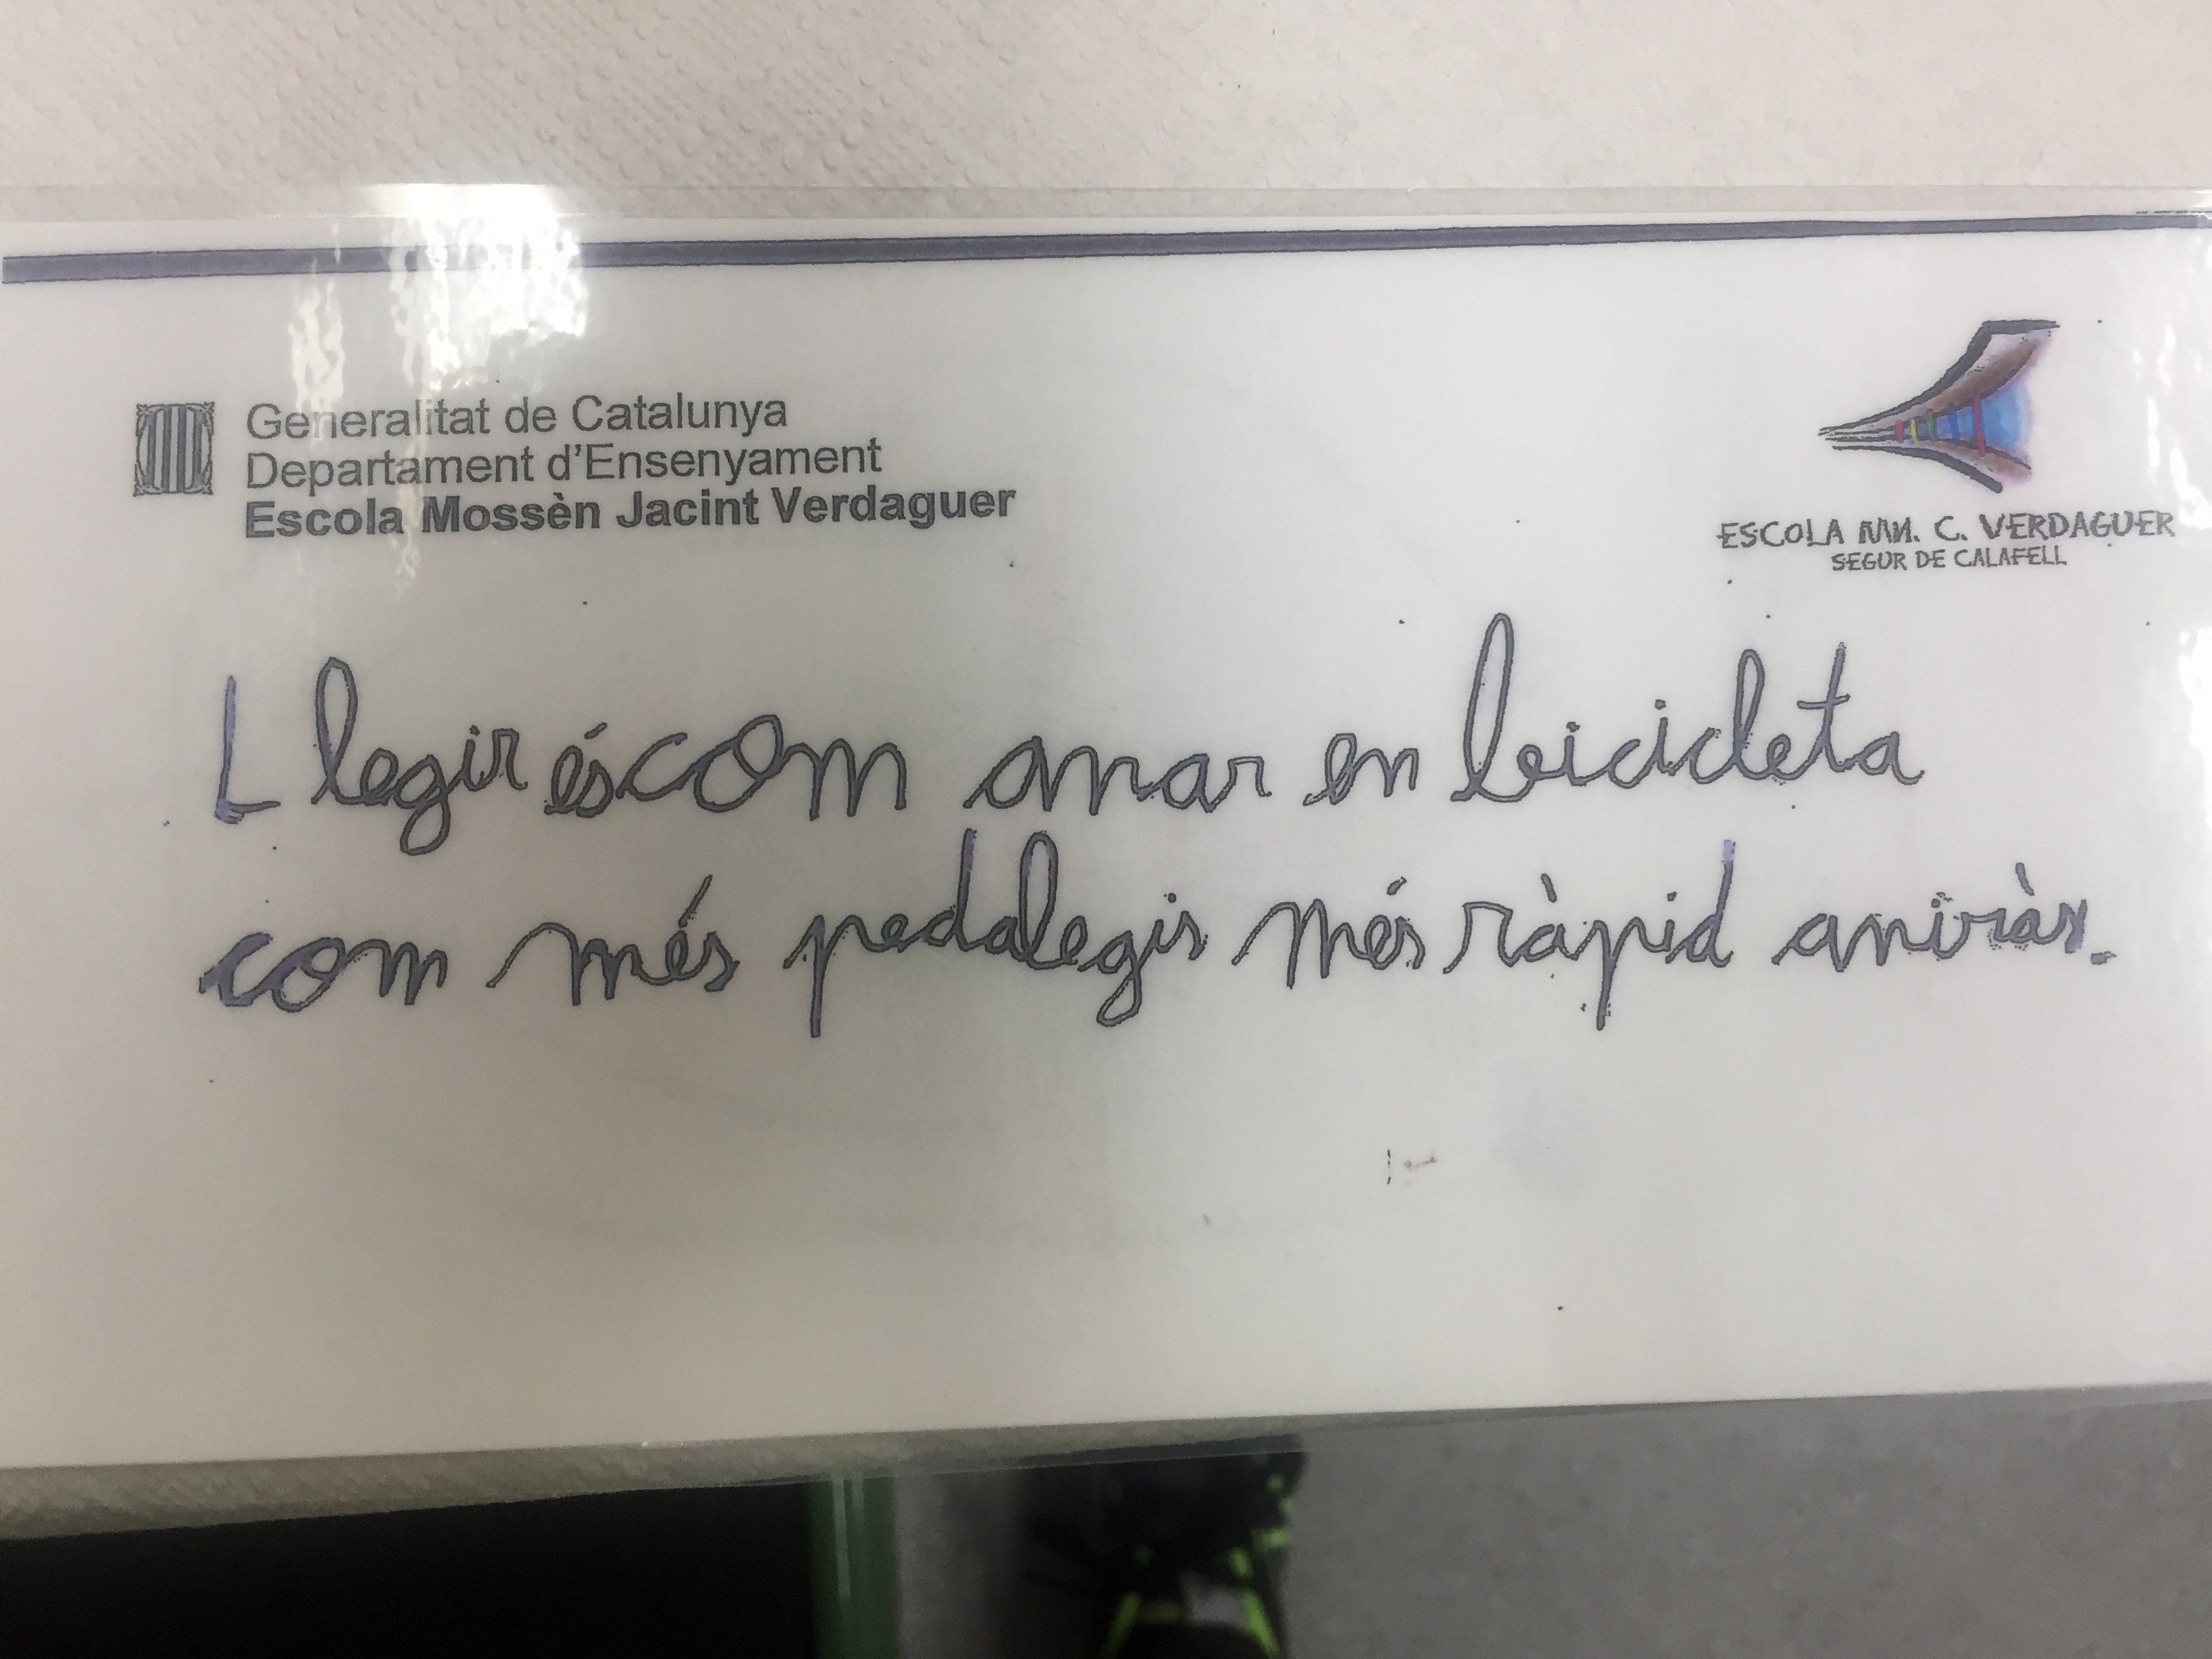 Generalitat de Catalunya
Departament d'Ensenyament
Escola Mossèn Jacint Verdaguer
ESCOLA MN. C. VERDAGUER
SEGUR DE CALAFELL
Llegir és com anar en bicicleta
com més pedalegis més ràpid aniràs.